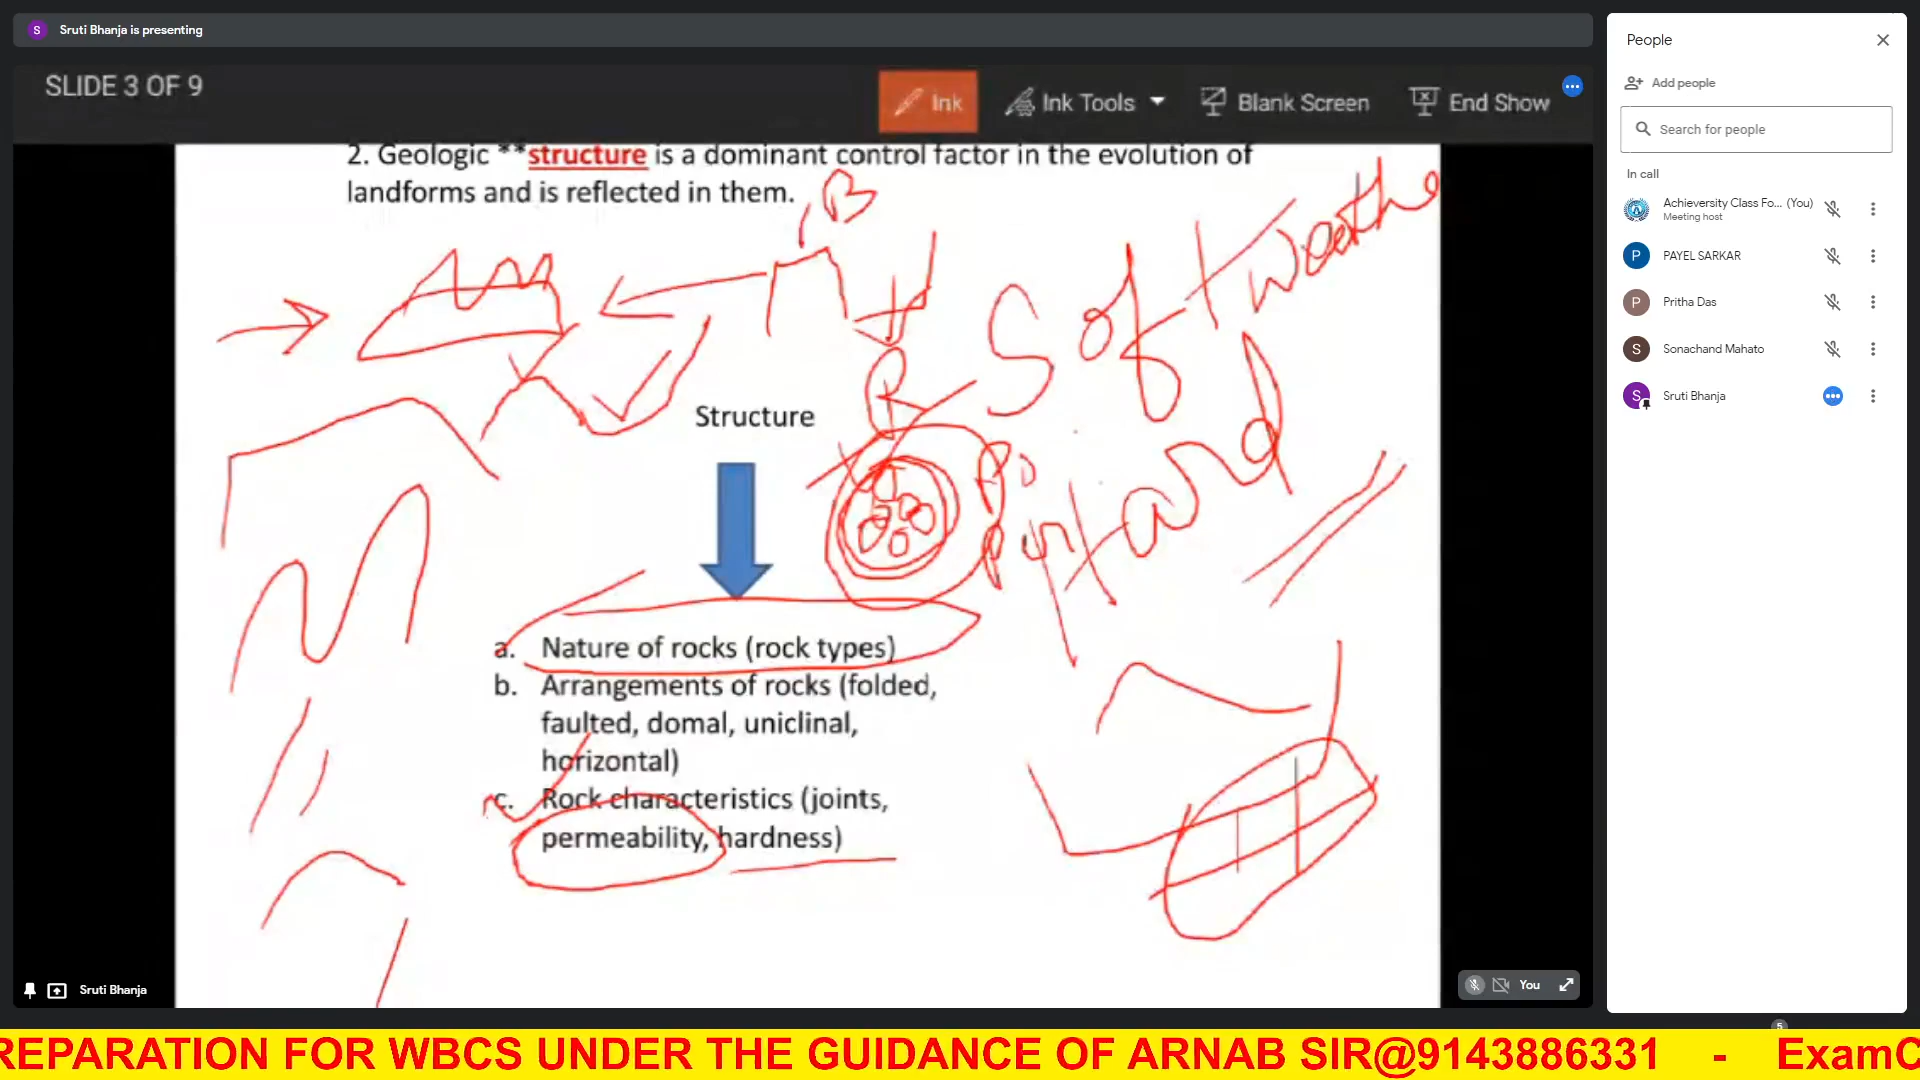 S Sruti Bhanja is presenting
SLIDE 3 OF 9
Ink Ink Tools Blank Screen End Show
2. Geologic **structure is a dominant control factor in the evolution of
landforms and is reflected in them.
B
R
Soft
Hard
Structure
a. Nature of rocks (rock types)
b. Arrangements of rocks (folded,
faulted, domal, uniclinal,
horizontal)
c. Rock characteristics (joints,
permeability, hardness)
Sruti Bhanja
You
People
Add people
Search for people
In call
Achieversity Class Fo... (You)
Meeting host
P PAYEL SARKAR
P Pritha Das
S Sonachand Mahato
S Sruti Bhanja
5
REPARATION FOR WBCS UNDER THE GUIDANCE OF ARNAB SIR@9143886331 - ExamC